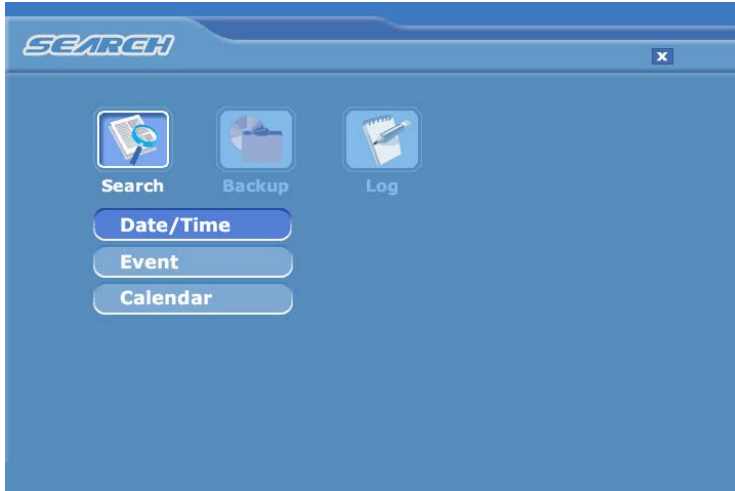 SEARCH
x
Search Backup Log
Date/Time
Event
Calendar